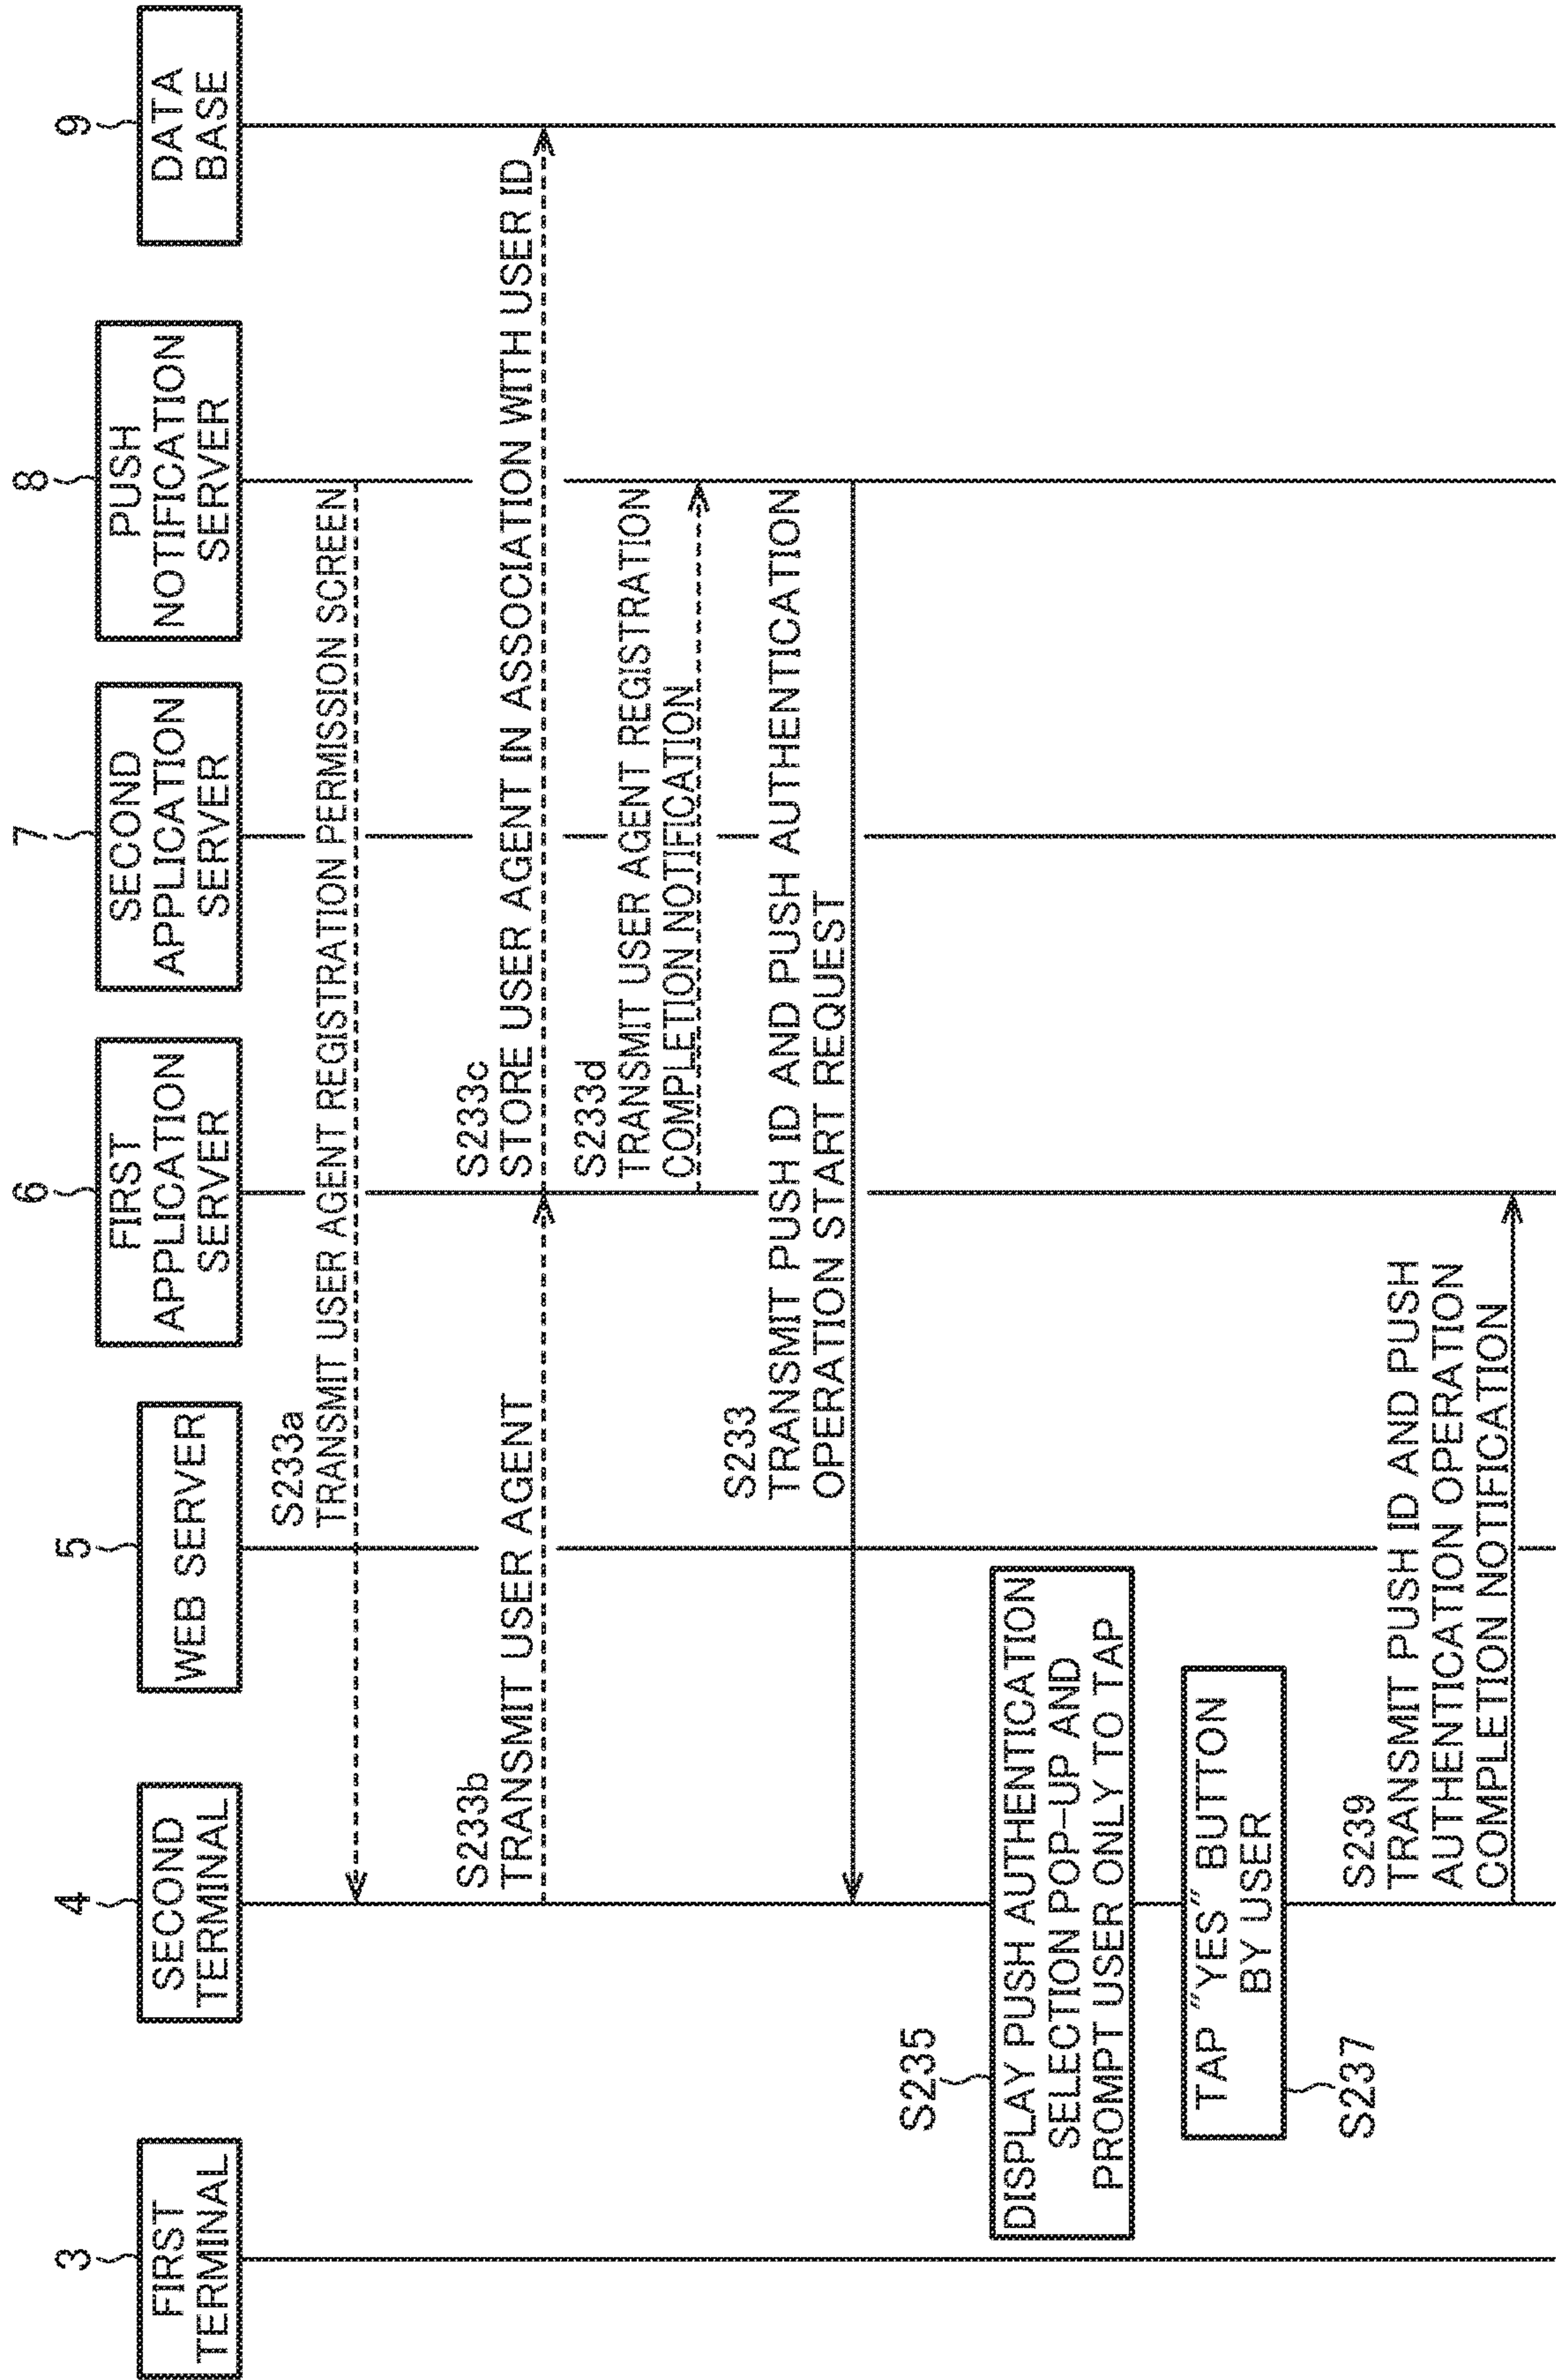 3
FIRST
TERMINAL
4
SECOND
TERMINAL
5
WEB SERVER
6
FIRST
APPLICATION
SERVER
7
SECOND
APPLICATION
SERVER
8
PUSH
NOTIFICATION
SERVER
9
DATA
BASE
S233a
TRANSMIT USER AGENT REGISTRATION PERMISSION SCREEN
S233b
TRANSMIT USER AGENT
S233c
STORE USER AGENT IN ASSOCIATION WITH USER ID
S233d
TRANSMIT USER AGENT REGISTRATION
COMPLETION NOTIFICATION
S233
TRANSMIT PUSH ID AND PUSH AUTHENTICATION
OPERATION START REQUEST
S235
DISPLAY PUSH AUTHENTICATION
SELECTION POP-UP AND
PROMPT USER ONLY TO TAP
TAP "YES" BUTTON
BY USER
S237
S239
TRANSMIT PUSH ID AND PUSH
AUTHENTICATION OPERATION
COMPLETION NOTIFICATION